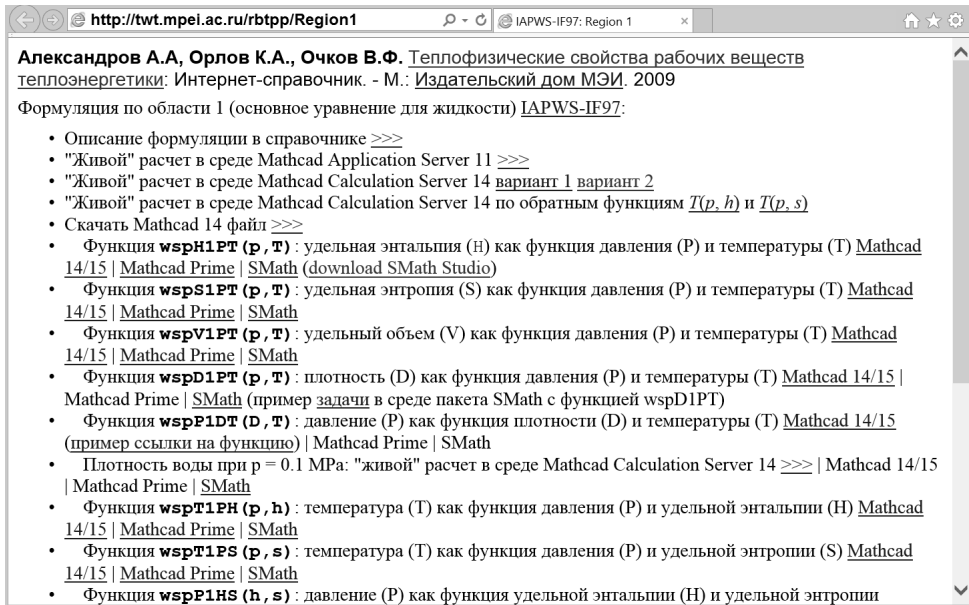 http://twt.mpei.ac.ru/rbtpp/Region1
IAPWS-IF97: Region 1
Александров А.А, Орлов К.А., Очков В.Ф. Теплофизические свойства рабочих веществ
теплоэнергетики: Интернет-справочник. - М.: Издательский дом МЭИ. 2009
Формуляция по области 1 (основное уравнение для жидкости) IAPWS-IF97:
• Описание формуляции в справочнике >>>
• "Живой" расчет в среде Mathcad Application Server 11 >>>
• "Живой" расчет в среде Mathcad Calculation Server 14 вариант 1 вариант 2
• "Живой" расчет в среде Mathcad Calculation Server 14 по обратным функциям T(p, h) и T(p, s)
• Скачать Mathcad 14 файл >>>
• Функция wspH1PT(p,T): удельная энтальпия (H) как функция давления (P) и температуры (T) Mathcad
14/15 | Mathcad Prime | SMath (download SMath Studio)
• Функция wspS1PT(p,T): удельная энтропия (S) как функция давления (P) и температуры (T) Mathcad
14/15 | Mathcad Prime | SMath
• Функция wspV1PT(p,T): удельный объем (V) как функция давления (P) и температуры (T) Mathcad
14/15 | Mathcad Prime | SMath
• Функция wspD1PT(p,T): плотность (D) как функция давления (P) и температуры (T) Mathcad 14/15 |
Mathcad Prime | SMath (пример задачи в среде пакета SMath с функцией wspD1PT)
• Функция wspP1DT(D,T): давление (P) как функция плотности (D) и температуры (T) Mathcad 14/15
(пример ссылки на функцию) | Mathcad Prime | SMath
• Плотность воды при p = 0.1 MPa: "живой" расчет в среде Mathcad Calculation Server 14 >>> | Mathcad 14/15
| Mathcad Prime | SMath
• Функция wspT1PH(p,h): температура (T) как функция давления (P) и удельной энтальпии (H) Mathcad
14/15 | Mathcad Prime | SMath
• Функция wspT1PS(p,s): температура (T) как функция давления (P) и удельной энтропии (S) Mathcad
14/15 | Mathcad Prime | SMath
• Функция wspP1HS(h,s): давление (P) как функция удельной энтальпии (H) и удельной энтропии